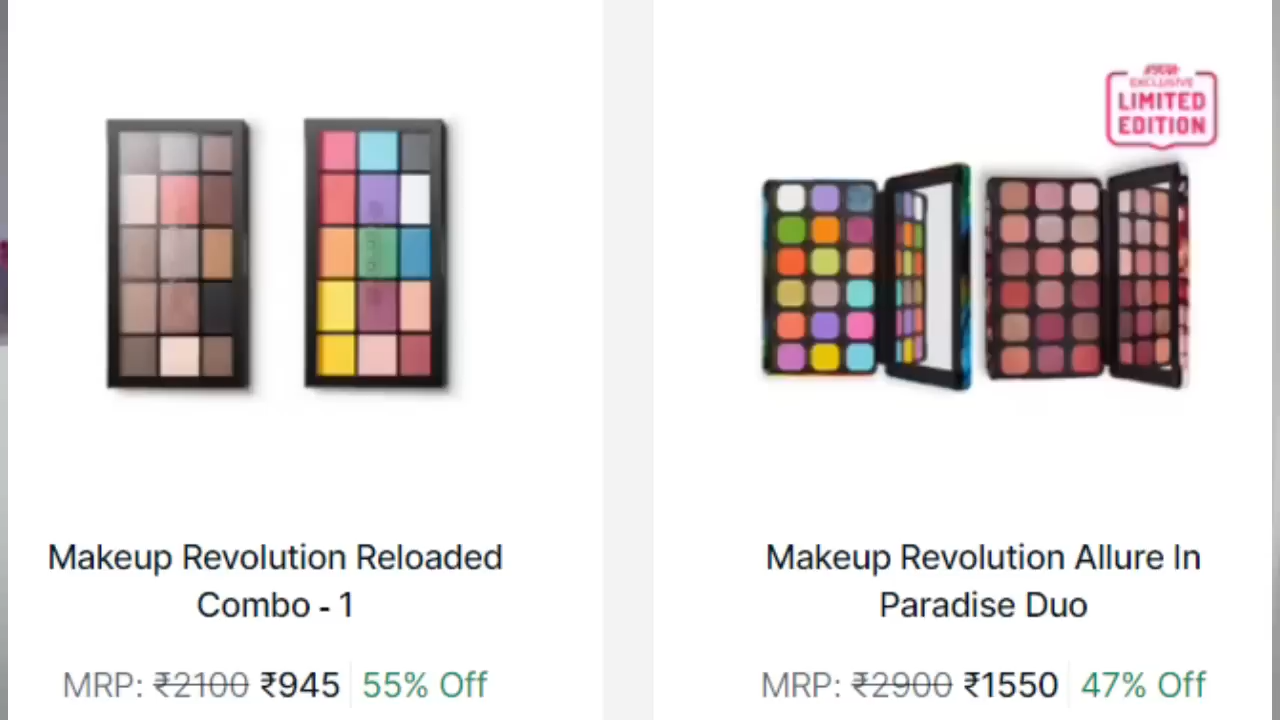 EXCLUSIVE
LIMITED
EDITION
Makeup Revolution Reloaded
Combo - 1
MRP: ₹2100 ₹945 55% Off
Makeup Revolution Allure In
Paradise Duo
MRP: ₹2900 ₹1550 47% Off